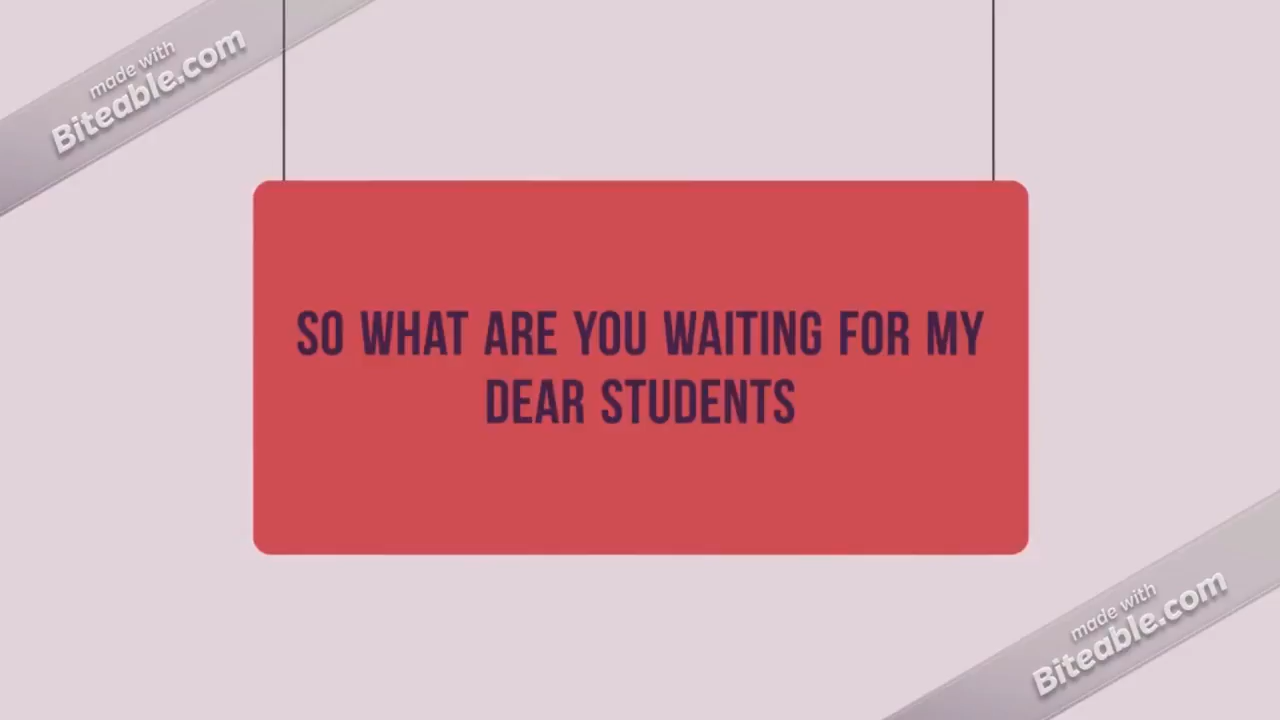 made with
Biteable.com
SO WHAT ARE YOU WAITING FOR MY
DEAR STUDENTS
made with
Biteable.com